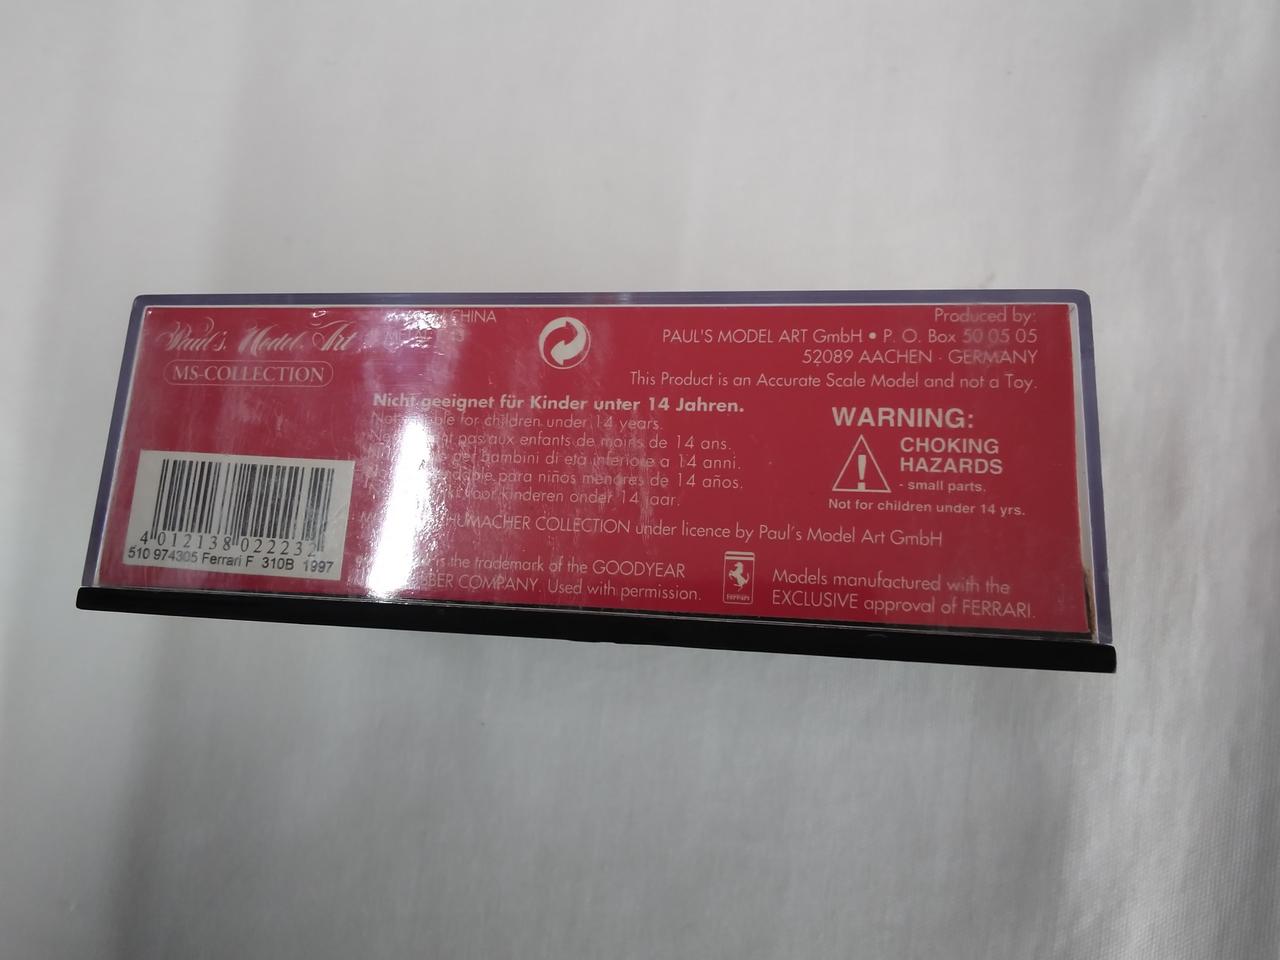 Paul's Model Art
MS-COLLECTION
CHINA
Produced by:
PAUL'S MODEL ART GmbH • P. O. Box 50 05 05
52089 AACHEN · GERMANY
This Product is an Accurate Scale Model and not a Toy.
Nicht geeignet für Kinder unter 14 Jahren.
for children under 14 years.
pas aux enfants de moins de 14 ans.
bambini di età inferiore a 14 anni.
para niños menores de 14 años.
voor kinderen onder 14 jaar.
WARNING:
CHOKING
HAZARDS
- small parts.
Not for children under 14 yrs.
COLLECTION under licence by Paul's Model Art GmbH
is the trademark of the GOODYEAR
COMPANY. Used with permission.
Ferrari
Models manufactured with the
EXCLUSIVE approval of FERRARI.
4 012138 022232
510 974305 Ferrari F 310B 1997